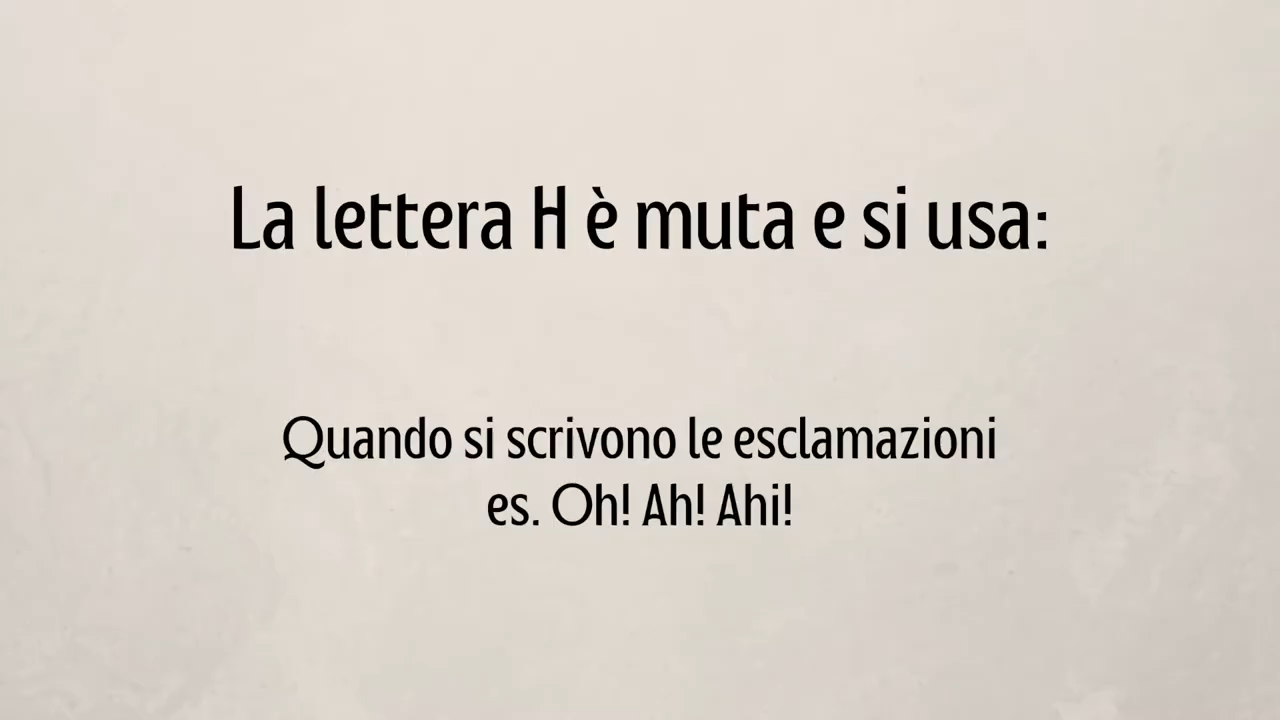 La lettera H è muta e si usa:
Quando si scrivono le esclamazioni
es. Oh! Ah! Ahi!